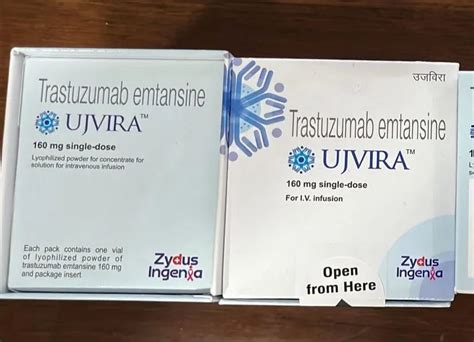 Trastuzumab emtansine
UJVIRA™
160 mg single-dose
Lyophilized powder for concentrate for
solution for intravenous infusion
Each pack contains one vial
of lyophilized powder of
trastuzumab emtansine 160 mg
and package insert
Zydus
Ingenia
उजविरा
Trastuzumab emtansine
UJVIRA™
160 mg single-dose
For I.V. infusion
Open
from Here
Zydus
Ingenia